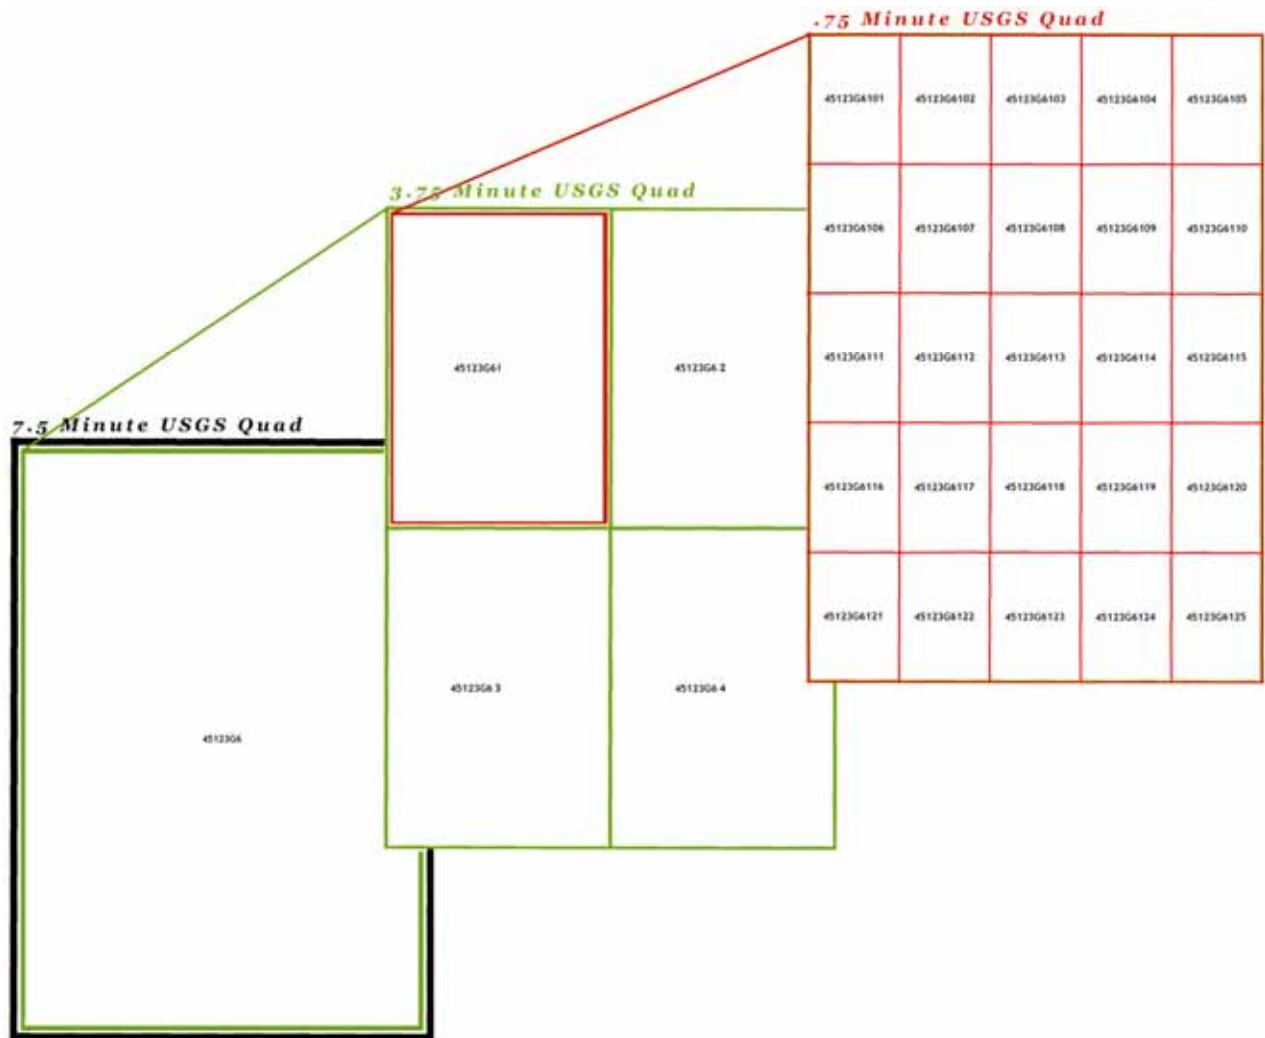 .75 Minute USGS Quad
45123G6101 45123G6102 45123G6103 45123G6104 45123G6105
3.75 Minute USGS Quad
45123G6106 45123G6107 45123G6108 45123G6109 45123G6110
45123G61 45123G6 2
45123G6111 45123G6112 45123G6113 45123G6114 45123G6115
7.5 Minute USGS Quad
45123G6116 45123G6117 45123G6118 45123G6119 45123G6120
45123G6121 45123G6122 45123G6123 45123G6124 45123G6125
45123G6 3 45123G6 4
45123G6